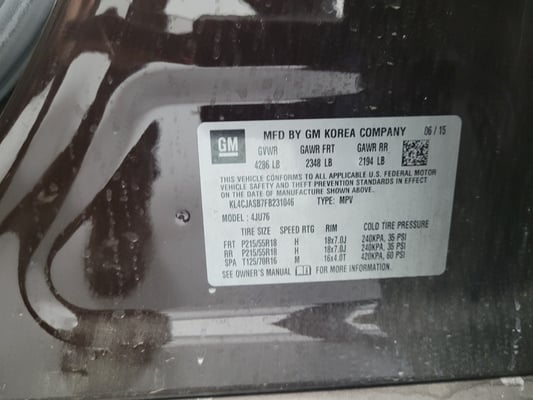 GM
MFD BY GM KOREA COMPANY 06/15
GVWR GAWR FRT GAWR RR
4286 LB 2348 LB 2194 LB
THIS VEHICLE CONFORMS TO ALL APPLICABLE U.S. FEDERAL MOTOR
VEHICLE SAFETY AND THEFT PREVENTION STANDARDS IN EFFECT
ON THE DATE OF MANUFACTURE SHOWN ABOVE.
KL4CJASB7FB231046 TYPE: MPV
MODEL: 4JU76
TIRE SIZE SPEED RTG RIM COLD TIRE PRESSURE
FRT P215/55R18 H 18x7.0J 240KPA, 35 PSI
RR P215/55R18 H 18x7.0J 240KPA, 35 PSI
SPA T125/70R16 M 16x4.0T 420KPA, 60 PSI
SEE OWNER'S MANUAL FOR MORE INFORMATION.